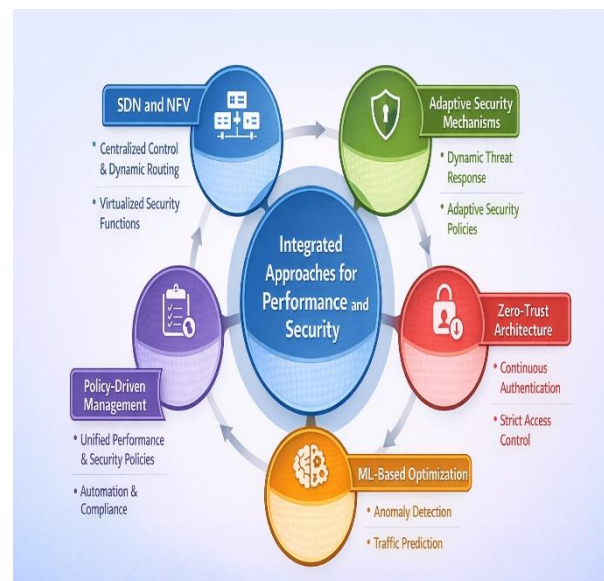 SDN and NFV
• Centralized Control
& Dynamic Routing
• Virtualized Security
Functions
Adaptive Security
Mechanisms
• Dynamic Threat
Response
• Adaptive Security
Policies
Integrated
Approaches for
Performance and
Security
Zero-Trust
Architecture
• Continuous
Authentication
• Strict Access
Control
Policy-Driven
Management
• Unified Performance
& Security Policies
• Automation &
Compliance
ML-Based Optimization
• Anomaly Detection
• Traffic Prediction